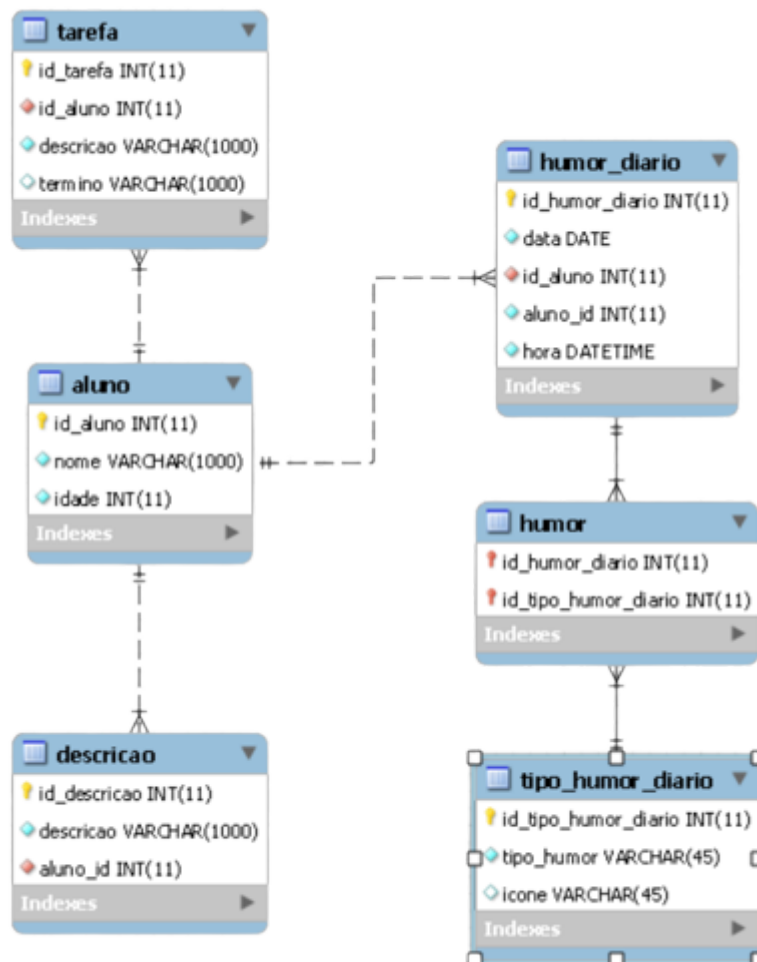 tarefa
id_tarefa INT(11)
id_aluno INT(11)
descricao VARCHAR(1000)
termino VARCHAR(1000)
Indexes
aluno
id_aluno INT(11)
nome VARCHAR(1000)
idade INT(11)
Indexes
descricao
id_descricao INT(11)
descricao VARCHAR(1000)
aluno_id INT(11)
Indexes
humor_diario
id_humor_diario INT(11)
data DATE
id_aluno INT(11)
aluno_id INT(11)
hora DATETIME
Indexes
humor
id_humor_diario INT(11)
id_tipo_humor_diario INT(11)
Indexes
tipo_humor_diario
id_tipo_humor_diario INT(11)
tipo_humor VARCHAR(45)
icone VARCHAR(45)
Indexes